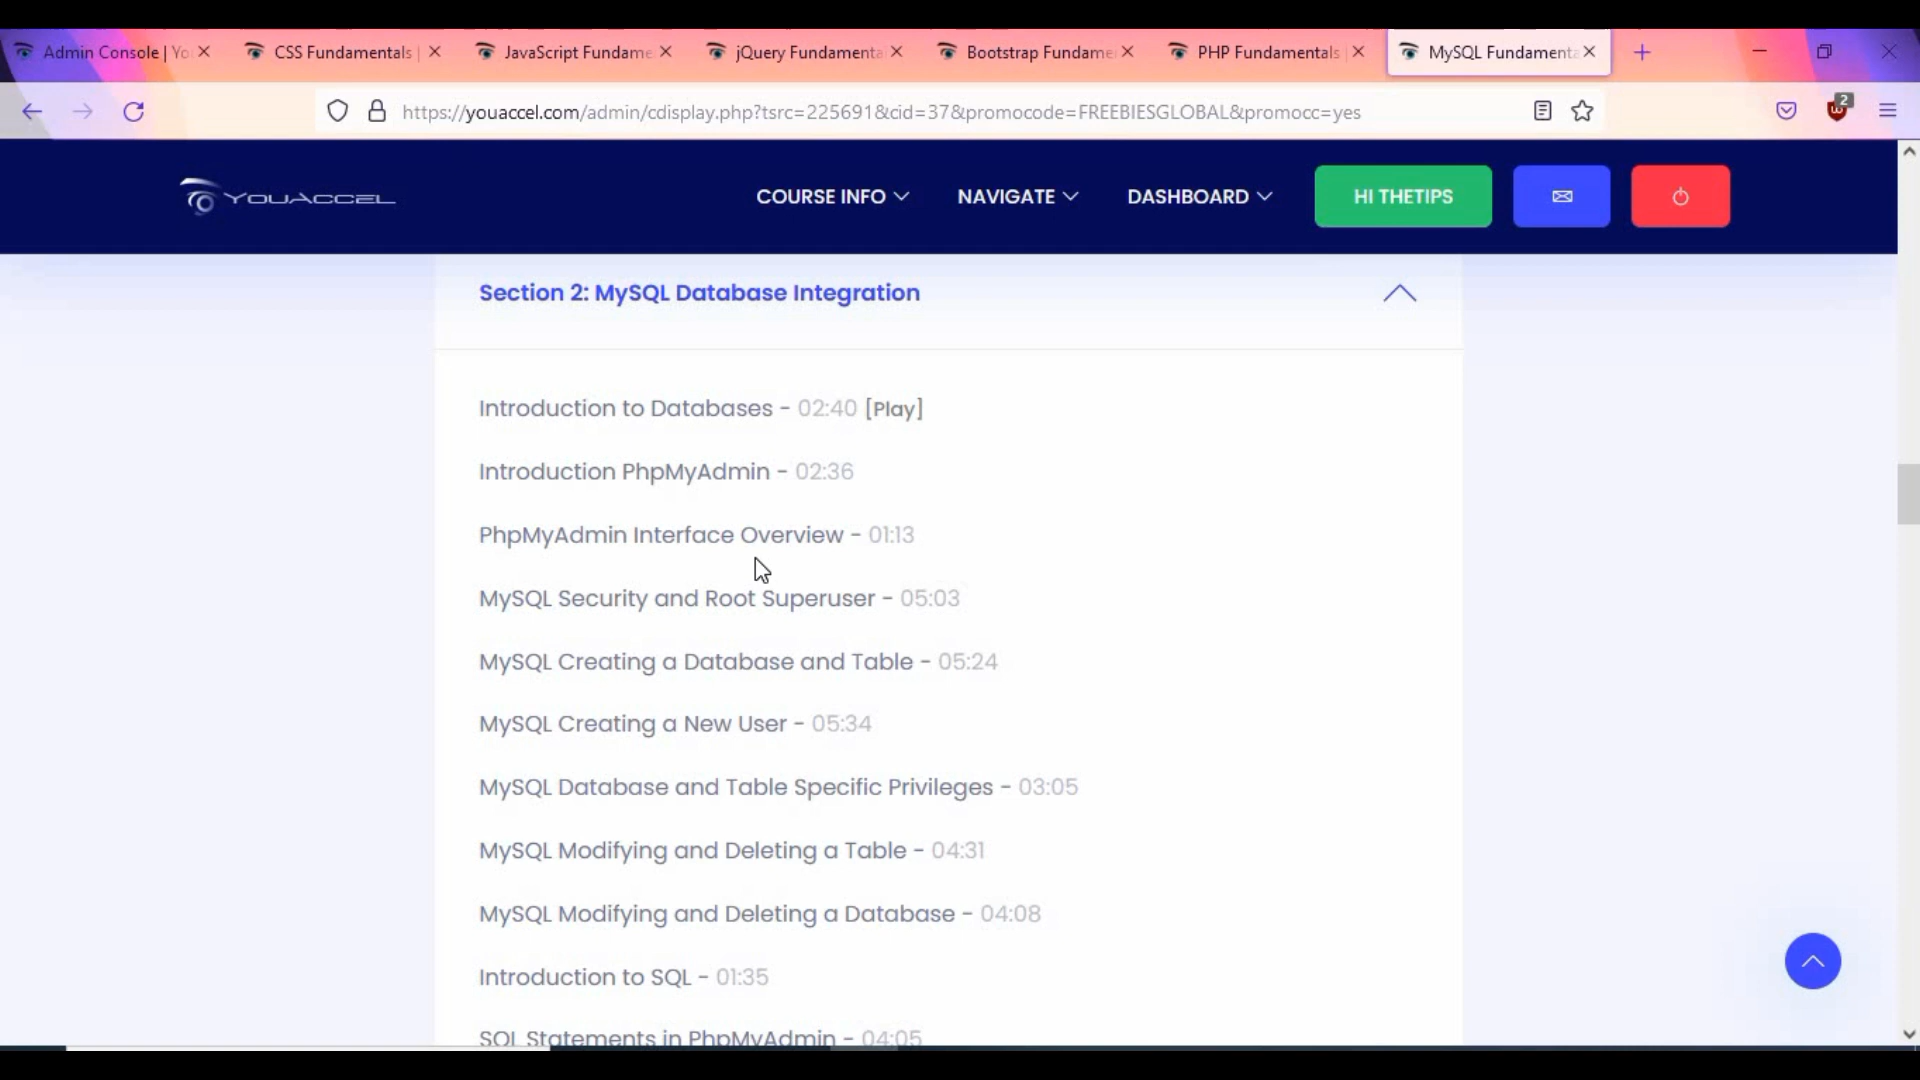 Admin Console | Yo
CSS Fundamentals |
JavaScript Fundame
jQuery Fundamenta
Bootstrap Fundame
PHP Fundamentals |
MySQL Fundamenta
https://youaccel.com/admin/cdisplay.php?tsrc=225691&cid=37&promocode=FREEBIESGLOBAL&promocc=yes
2
YOUACCEL
COURSE INFO
NAVIGATE
DASHBOARD
HI THETIPS
Section 2: MySQL Database Integration
Introduction to Databases - 02:40 [Play]
Introduction PhpMyAdmin - 02:36
PhpMyAdmin Interface Overview - 01:13
MySQL Security and Root Superuser - 05:03
MySQL Creating a Database and Table - 05:24
MySQL Creating a New User - 05:34
MySQL Database and Table Specific Privileges - 03:05
MySQL Modifying and Deleting a Table - 04:31
MySQL Modifying and Deleting a Database - 04:08
Introduction to SQL - 01:35
SQL Statements in PhpMyAdmin - 04:05